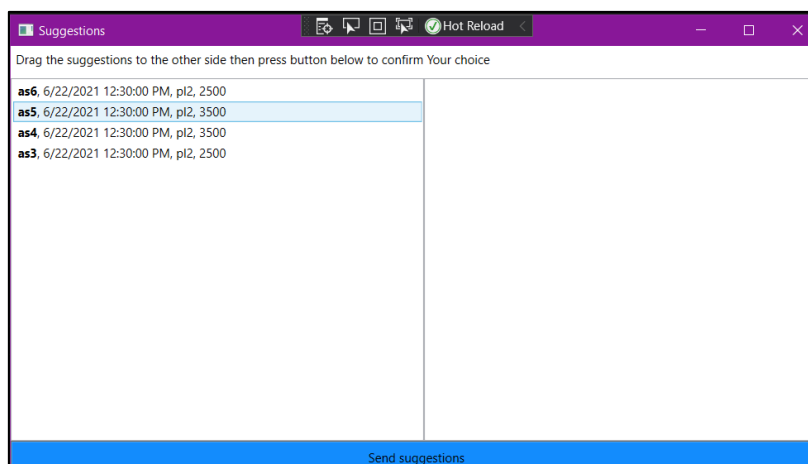 Suggestions
Hot Reload
Drag the suggestions to the other side then press button below to confirm Your choice
as6, 6/22/2021 12:30:00 PM, pl2, 2500
as5, 6/22/2021 12:30:00 PM, pl2, 3500
as4, 6/22/2021 12:30:00 PM, pl2, 3500
as3, 6/22/2021 12:30:00 PM, pl2, 2500
Send suggestions